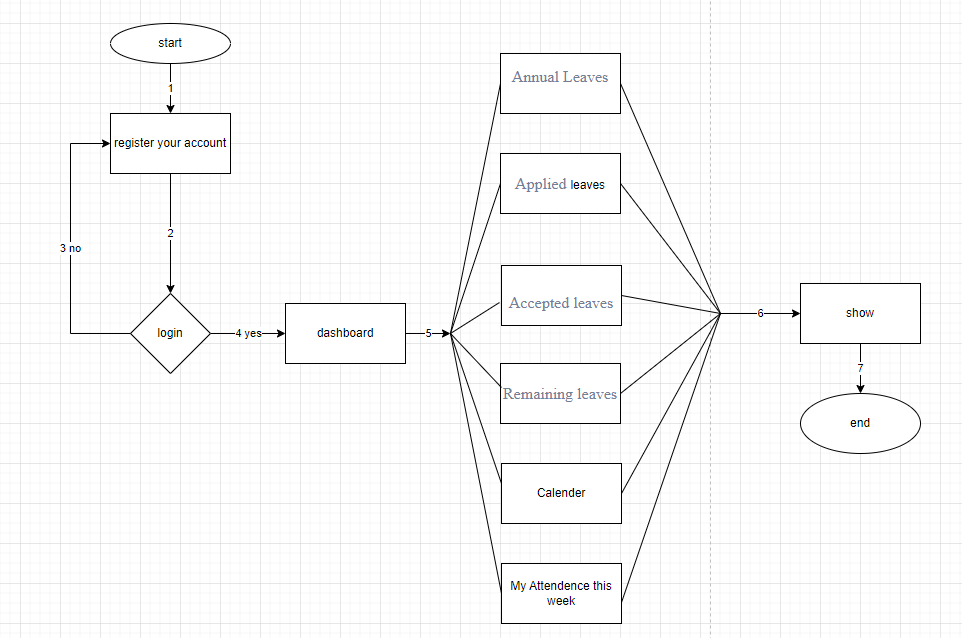 start
1
register your account
2
3 no
login
4 yes
dashboard
5
Annual Leaves
Applied leaves
Accepted leaves
Remaining leaves
Calender
My Attendence this
week
6
show
7
end